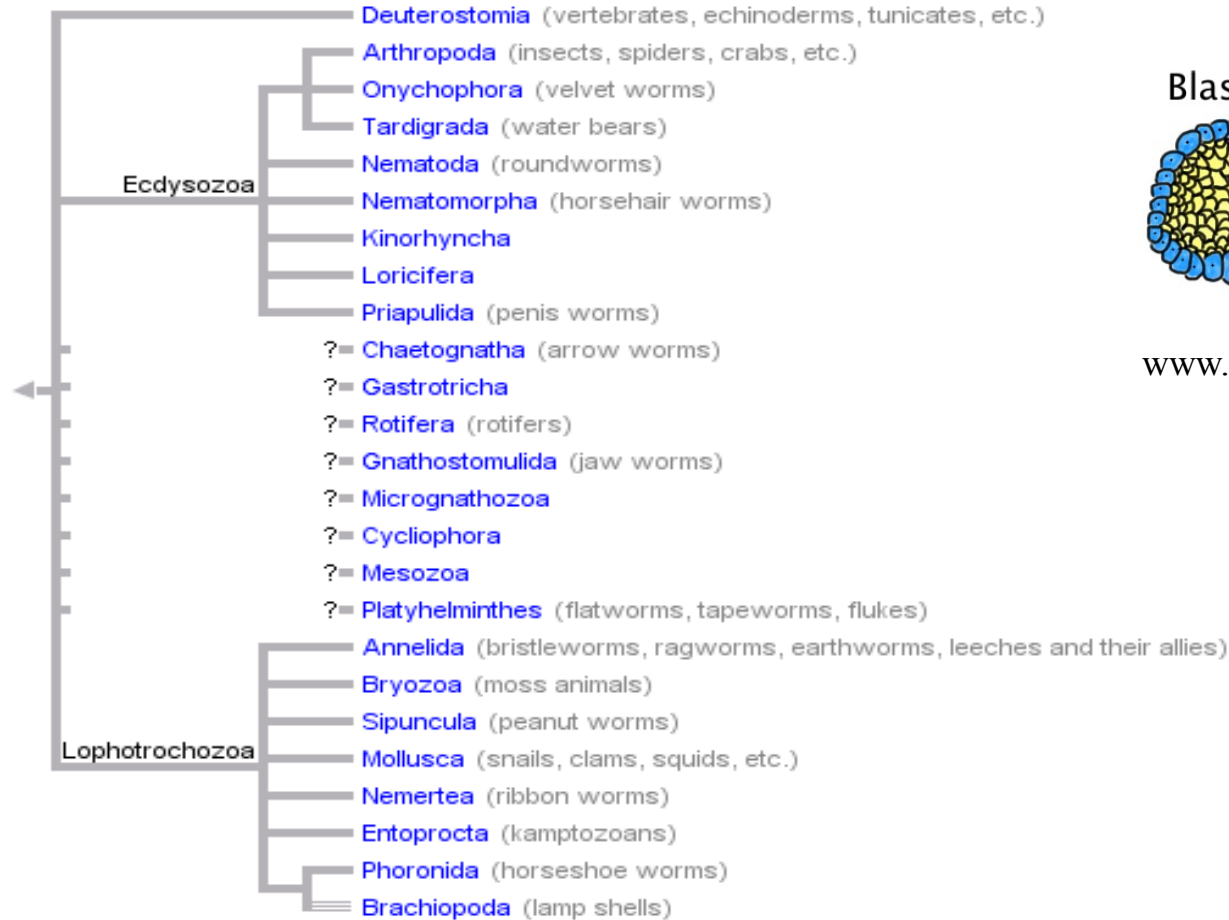 Deuterostomia (vertebrates, echinoderms, tunicates, etc.)
Arthropoda (insects, spiders, crabs, etc.)
Onychophora (velvet worms)
Tardigrada (water bears)
Nematoda (roundworms)
Ecdysozoa
Nematomorpha (horsehair worms)
Kinorhyncha
Loricifera
Priapulida (penis worms)
?= Chaetognatha (arrow worms)
?= Gastrotricha
?= Rotifera (rotifers)
?= Gnathostomulida (jaw worms)
?= Micrognathozoa
?= Cycliophora
?= Mesozoa
?= Platyhelminthes (flatworms, tapeworms, flukes)
Annelida (bristleworms, ragworms, earthworms, leeches and their allies)
Bryozoa (moss animals)
Sipuncula (peanut worms)
Lophotrochozoa
Mollusca (snails, clams, squids, etc.)
Nemertea (ribbon worms)
Entoprocta (kamptozoans)
Phoronida (horseshoe worms)
Brachiopoda (lamp shells)
Blas
www.